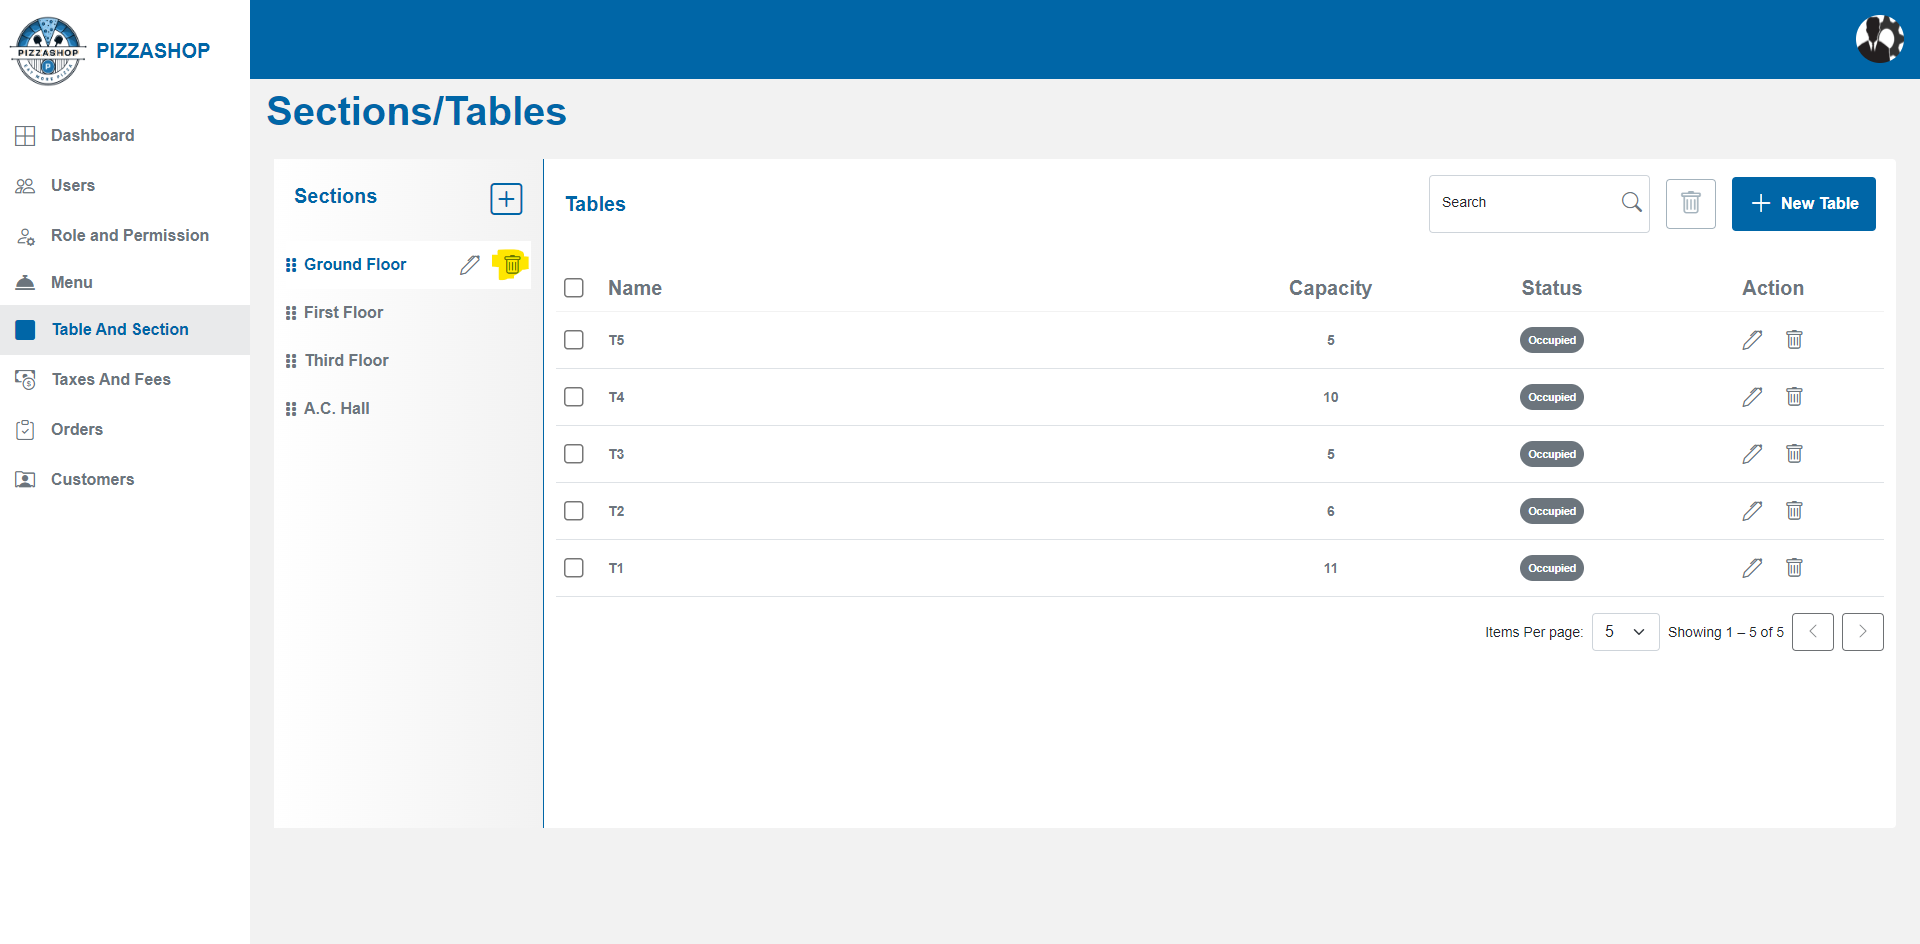 PIZZASHOP
EAT MORE PIZZA
PIZZASHOP
Dashboard
Users
Role and Permission
Menu
Table And Section
Taxes And Fees
Orders
Customers
Sections/Tables
Sections
Ground Floor
First Floor
Third Floor
A.C. Hall
Tables
Search
New Table
Name Capacity Status Action
T5 5 Occupied
T4 10 Occupied
T3 5 Occupied
T2 6 Occupied
T1 11 Occupied
Items Per page: 5 Showing 1 – 5 of 5